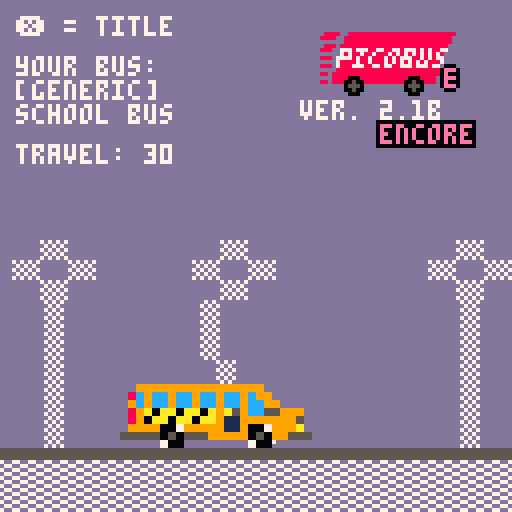 ❎ = TITLE
YOUR BUS:
[GENERIC]
SCHOOL BUS
TRAVEL: 30
PICOBUS
E
VER. 2.1B
ENCORE